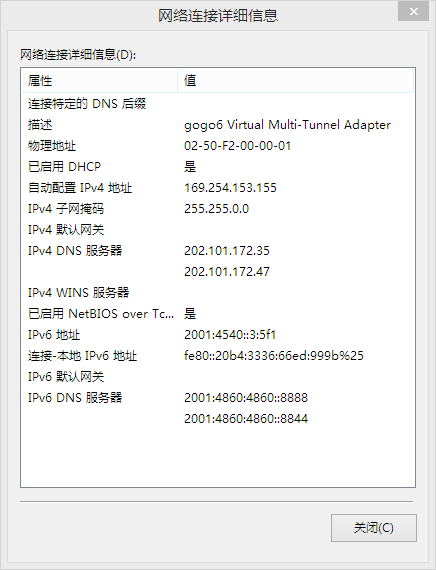 网络连接详细信息
网络连接详细信息(D):
属性 值
连接特定的 DNS 后缀
描述 gogo6 Virtual Multi-Tunnel Adapter
物理地址 02-50-F2-00-00-01
已启用 DHCP 是
自动配置 IPv4 地址 169.254.153.155
IPv4 子网掩码 255.255.0.0
IPv4 默认网关
IPv4 DNS 服务器 202.101.172.35
202.101.172.47
IPv4 WINS 服务器
已启用 NetBIOS over Tc... 是
IPv6 地址 2001:4540::3:5f1
连接-本地 IPv6 地址 fe80::20b4:3336:66ed:999b%25
IPv6 默认网关
IPv6 DNS 服务器 2001:4860:4860::8888
2001:4860:4860::8844
关闭(C)